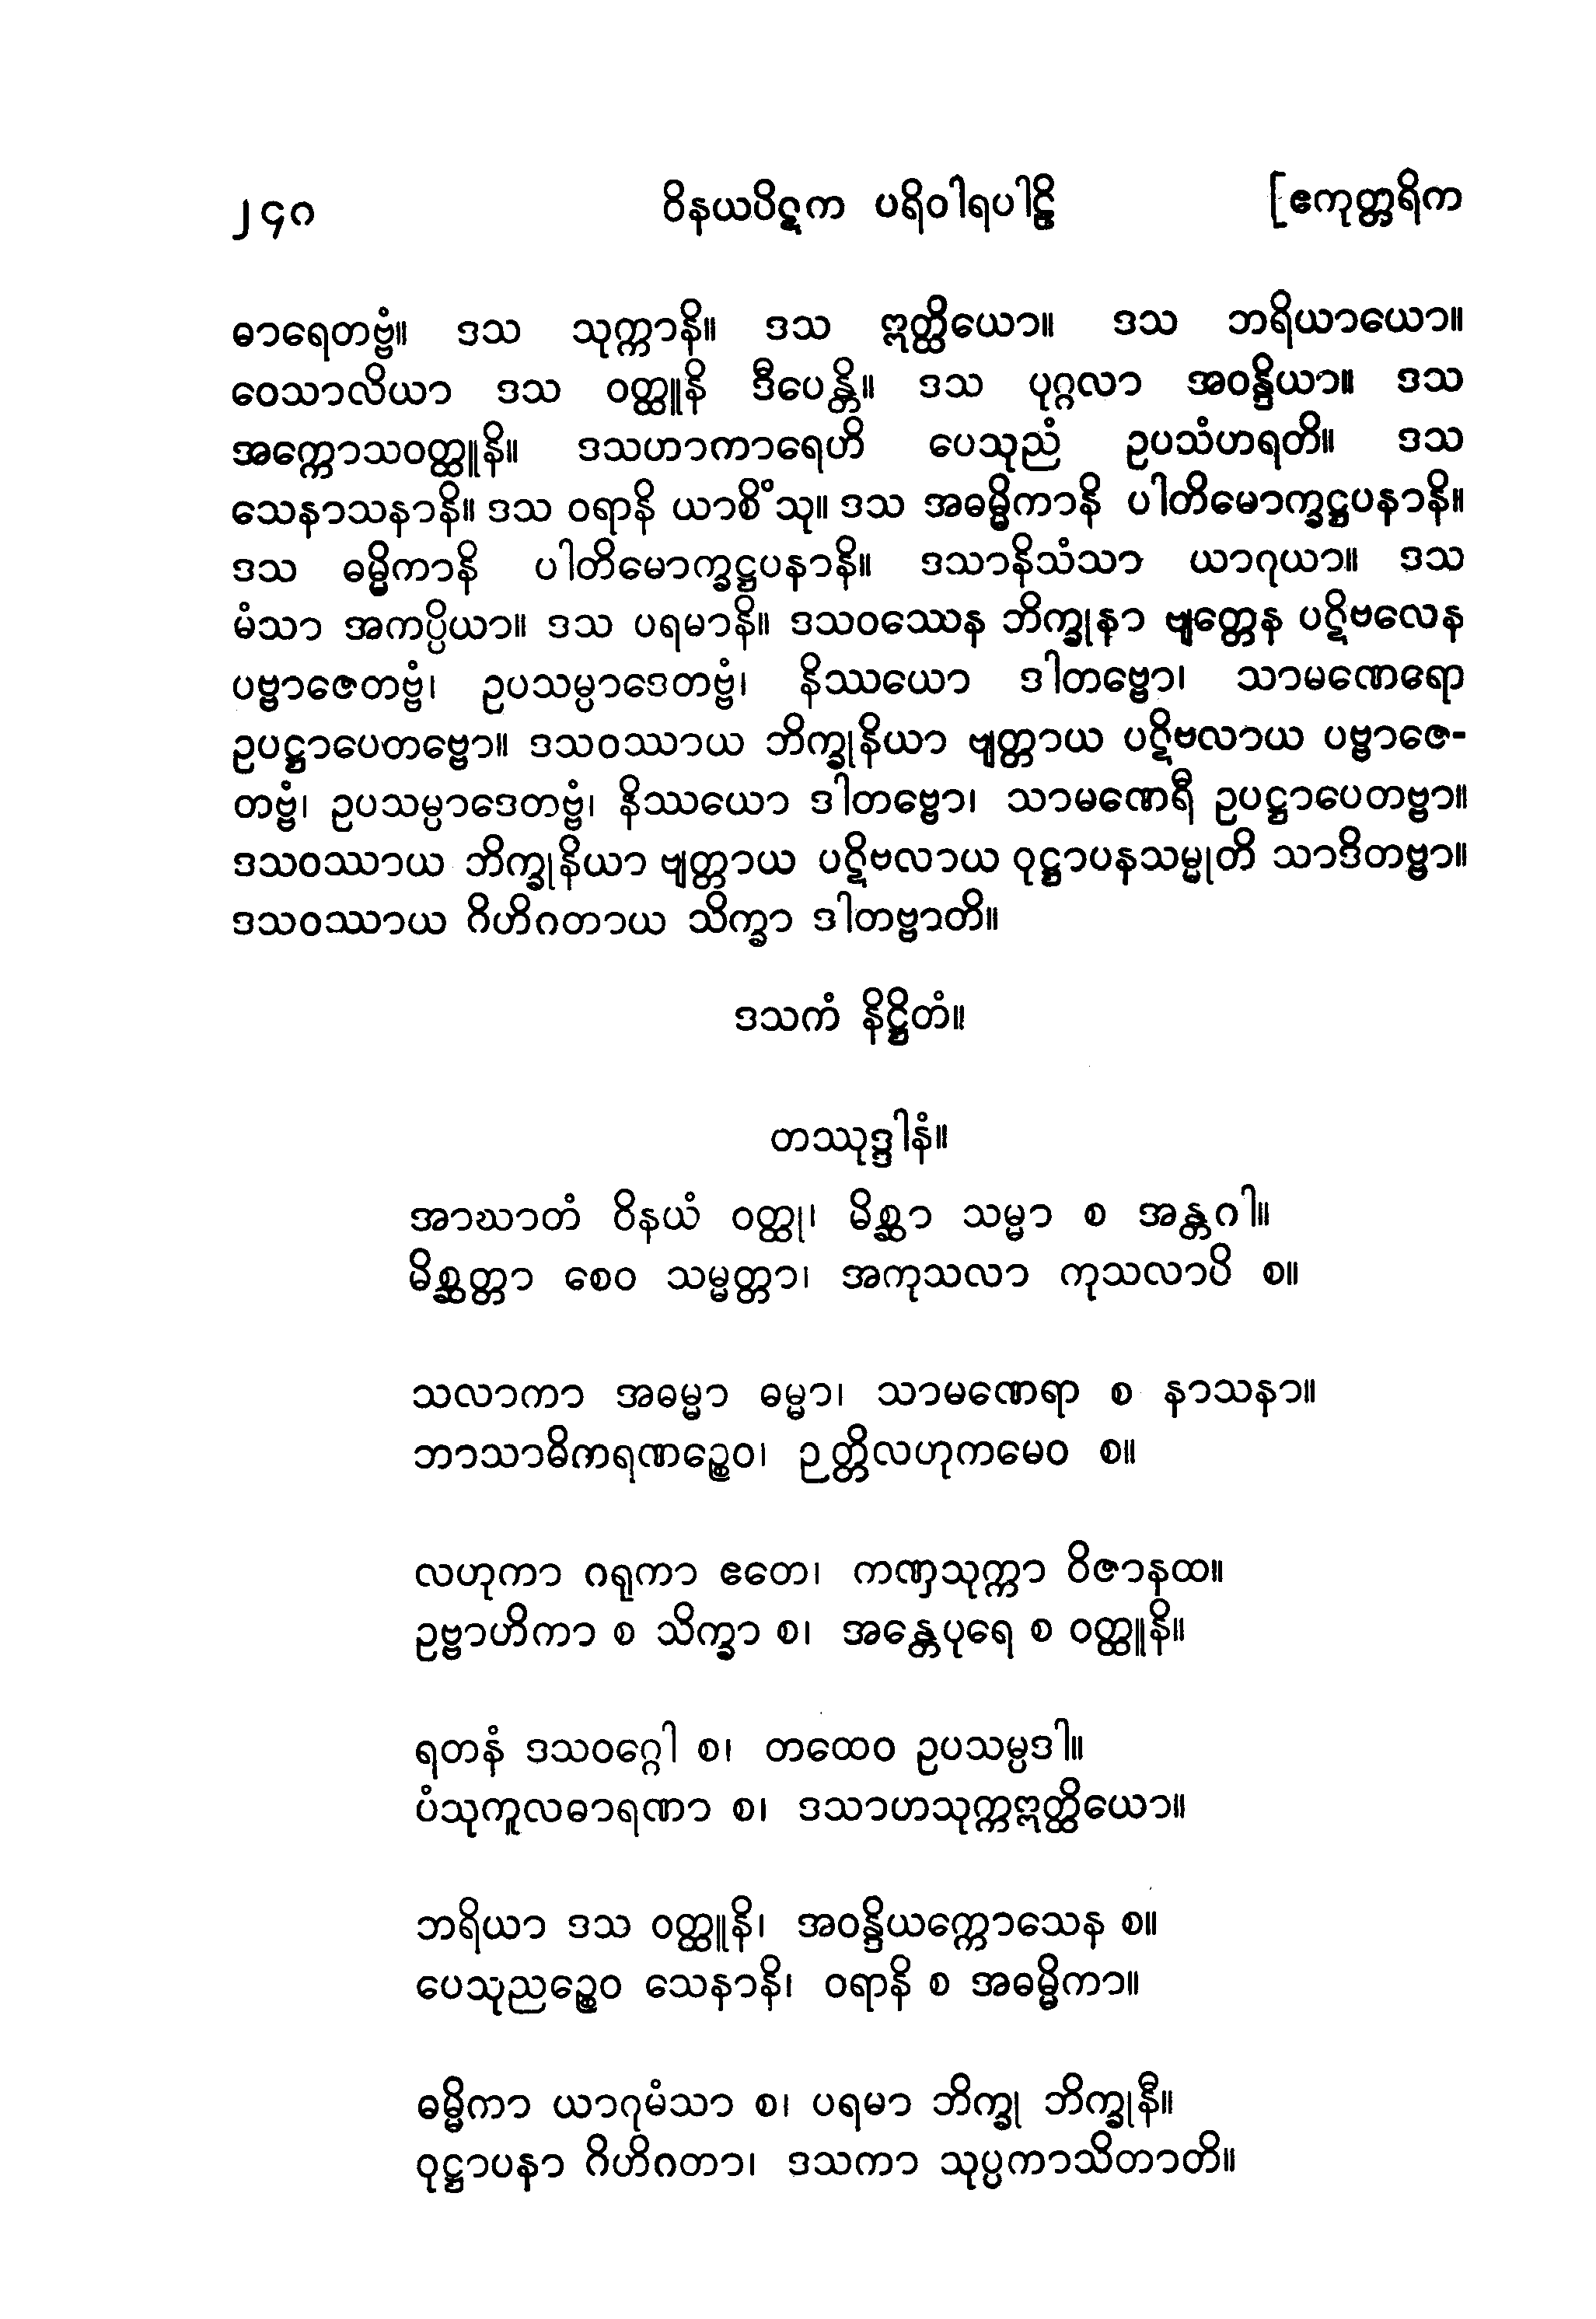 ၂၄၈ ဝိနယပိဋက ပရိဝါရပါဠိ [ဧကုတ္တရိက
ဓာရေတဗ္ဗံ။ ဒသ သုက္ကာနိ။ ဒသ ဣတ္ထိယော။ ဒသ ဘရိယာယော။
ဝေသာလိယာ ဒသ ဝတ္ထူနိ ဒီပေန္တိ။ ဒသ ပုဂ္ဂလာ အဝန္ဒိယာ။ ဒသ
အက္ကောသဝတ္ထူနိ။ ဒသဟာကာရေဟိ ပေသုညံ ဥပသံဟရတိ။ ဒသ
သေနာသနာနိ။ ဒသ ဝရာနိ ယာစိံသု။ ဒသ အဓမ္မိကာနိ ပါတိမောက္ခဋ္ဌပနာနိ။
ဒသ ဓမ္မိကာနိ ပါတိမောက္ခဋ္ဌပနာနိ။ ဒသာနိသံသာ ယာဂုယာ။ ဒသ
မံသာ အကပ္ပိယာ။ ဒသ ပရမာနိ။ ဒသဝဿေန ဘိက္ခုနာ ဗျတ္တေန ပဋိဗလေန
ပဗ္ဗာဇေတဗ္ဗံ၊ ဥပသမ္ပာဒေတဗ္ဗံ၊ နိဿယော ဒါတဗ္ဗော၊ သာမဏေရော
ဥပဋ္ဌာပေတဗ္ဗော။ ဒသဝဿာယ ဘိက္ခုနိယာ ဗျတ္တာယ ပဋိဗလာယ ပဗ္ဗာဇေ-
တဗ္ဗံ၊ ဥပသမ္ပာဒေတဗ္ဗံ၊ နိဿယော ဒါတဗ္ဗော၊ သာမဏေရီ ဥပဋ္ဌာပေတဗ္ဗာ။
ဒသဝဿာယ ဘိက္ခုနိယာ ဗျတ္တာယ ပဋိဗလာယ ဝုဋ္ဌာပနသမ္မုတိ သာဒိတဗ္ဗာ။
ဒသဝဿာယ ဂိဟိဂတာယ သိက္ခာ ဒါတဗ္ဗာတိ။
ဒသကံ နိဋ္ဌိတံ။
တဿုဒ္ဒါနံ။
အာဃာတံ ဝိနယံ ဝတ္ထု၊ မိစ္ဆာ သမ္မာ စ အန္တဂါ။
မိစ္ဆတ္တာ စေဝ သမ္မတ္တာ၊ အကုသလာ ကုသလာပိ စ။
သလာကာ အဓမ္မာ ဓမ္မာ၊ သာမဏေရာ စ နာသနာ။
ဘာသာဓိကရဏဉ္စေဝ၊ ဉတ္တိလဟုကမေဝ စ။
လဟုကာ ဂရုကာ ဧတေ၊ ကဏှသုက္ကာ ဝိဇာနထ။
ဥဗ္ဗာဟိကာ စ သိက္ခာ စ၊ အန္တေပုရေ စ ဝတ္ထူနိ။
ရတနံ ဒသဝဂ္ဂေါ စ၊ တထေဝ ဥပသမ္ပဒါ။
ပံသုကူလဓာရဏာ စ၊ ဒသာဟသုက္ကဣတ္ထိယော။
ဘရိယာ ဒသ ဝတ္ထူနိ၊ အဝန္ဒိယက္ကောသေန စ။
ပေသုညဉ္စေဝ သေနာနိ၊ ဝရာနိ စ အဓမ္မိကာ။
ဓမ္မိကာ ယာဂုမံသာ စ၊ ပရမာ ဘိက္ခု ဘိက္ခုနီ။
ဝုဋ္ဌာပနာ ဂိဟိဂတာ၊ ဒသကာ သုပ္ပကာသိတာတိ။